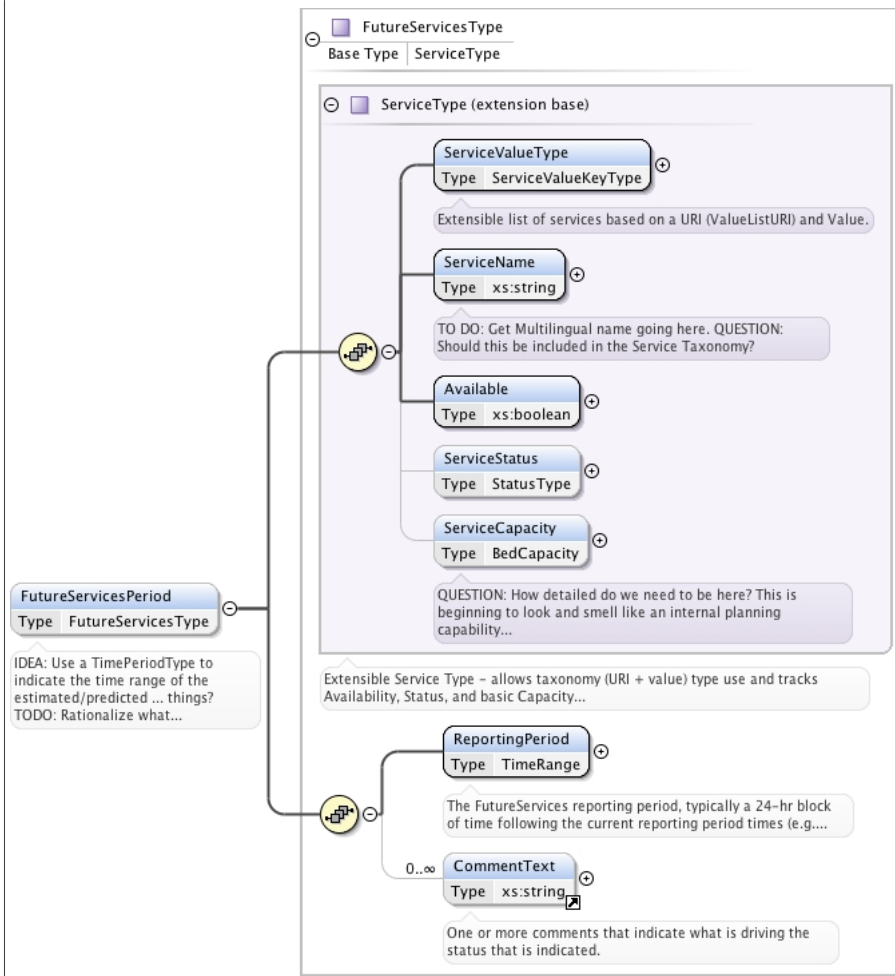 FutureServicesType
Base Type ServiceType
ServiceType (extension base)
ServiceValueType
Type ServiceValueKeyType
Extensible list of services based on a URI (ValueListURI) and Value.
ServiceName
Type xs:string
TO DO: Get Multilingual name going here. QUESTION:
Should this be included in the Service Taxonomy?
Available
Type xs:boolean
ServiceStatus
Type StatusType
ServiceCapacity
Type BedCapacity
QUESTION: How detailed do we need to be here? This is
beginning to look and smell like an internal planning
capability...
FutureServicesPeriod
Type FutureServicesType
IDEA: Use a TimePeriodType to
indicate the time range of the
estimated/predicted ... things?
TODO: Rationalize what...
Extensible Service Type - allows taxonomy (URI + value) type use and tracks
Availability, Status, and basic Capacity...
ReportingPeriod
Type TimeRange
The FutureServices reporting period, typically a 24-hr block
of time following the current reporting period times (e.g....
0..∞
CommentText
Type xs:string
One or more comments that indicate what is driving the
status that is indicated.